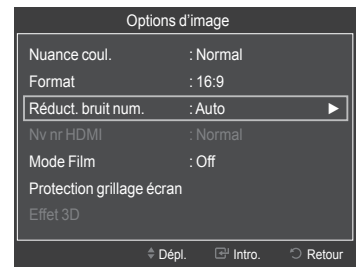 Options d'image
Nuance coul. : Normal
Format : 16:9
Réduct. bruit num. : Auto ►
Nv nr HDMI : Normal
Mode Film : Off
Protection grillage écran
Effet 3D
Dépl. Intro. Retour